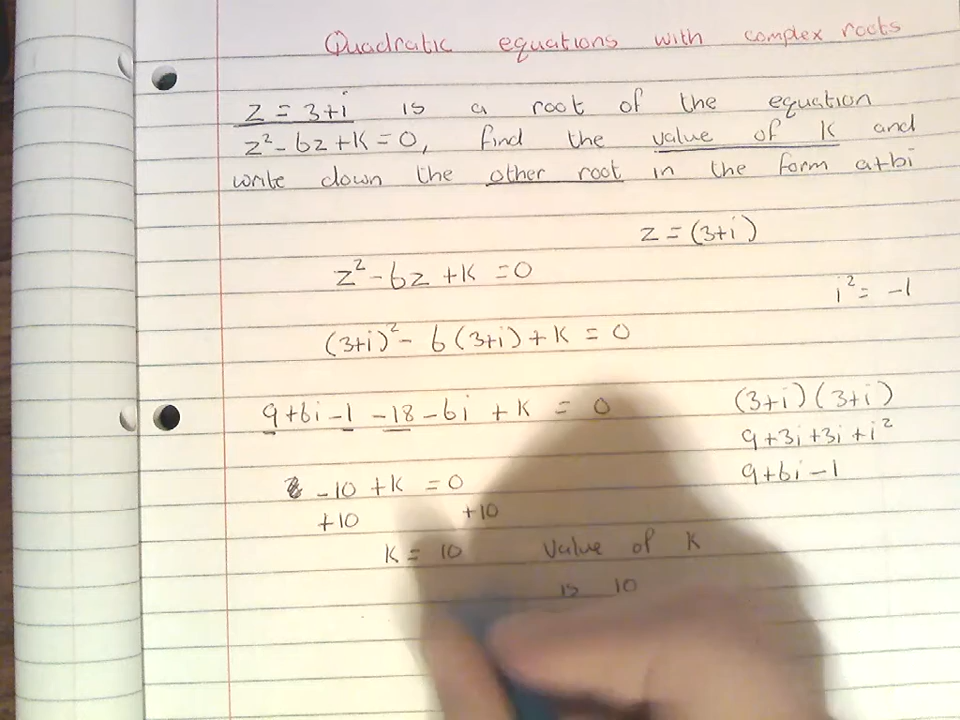 Quadratic equations with complex roots
z = 3+i is a root of the equation
z² - 6z + k = 0, find the value of k and
write down the other root in the form a+bi
z = (3+i)
z² - 6z + k = 0
i² = -1
(3+i)² - 6(3+i) + k = 0
9 + 6i - 1 - 18 - 6i + k = 0
(3+i)(3+i)
9 + 3i + 3i + i²
9 + 6i - 1
-10 + k = 0
+10 +10
k = 10
Value of k
is 10